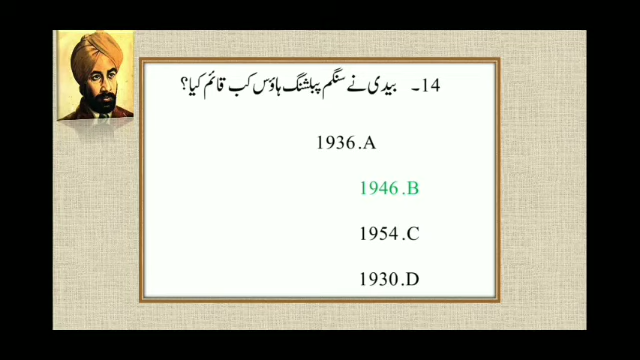 14۔ بیدی نے سنگم پبلشنگ ہاؤس کب قائم کیا؟
1936.A
1946.B
1954.C
1930.D